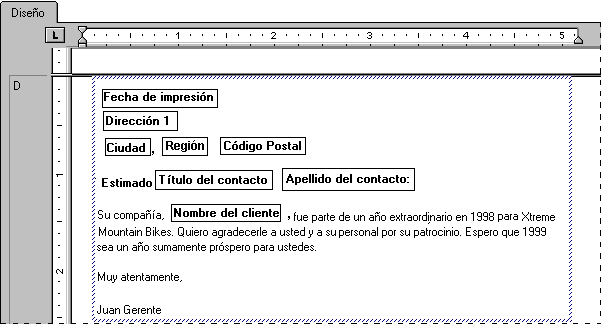 Diseño
L
1 2 3 4 5
D
Fecha de impresión
Dirección 1
Ciudad , Región Código Postal
Estimado Título del contacto Apellido del contacto:
1
Su compañía, Nombre del cliente , fue parte de un año extraordinario en 1998 para Xtreme
Mountain Bikes. Quiero agradecerle a usted y a su personal por su patrocinio. Espero que 1999
sea un año sumamente próspero para ustedes.
2
Muy atentamente,
Juan Gerente